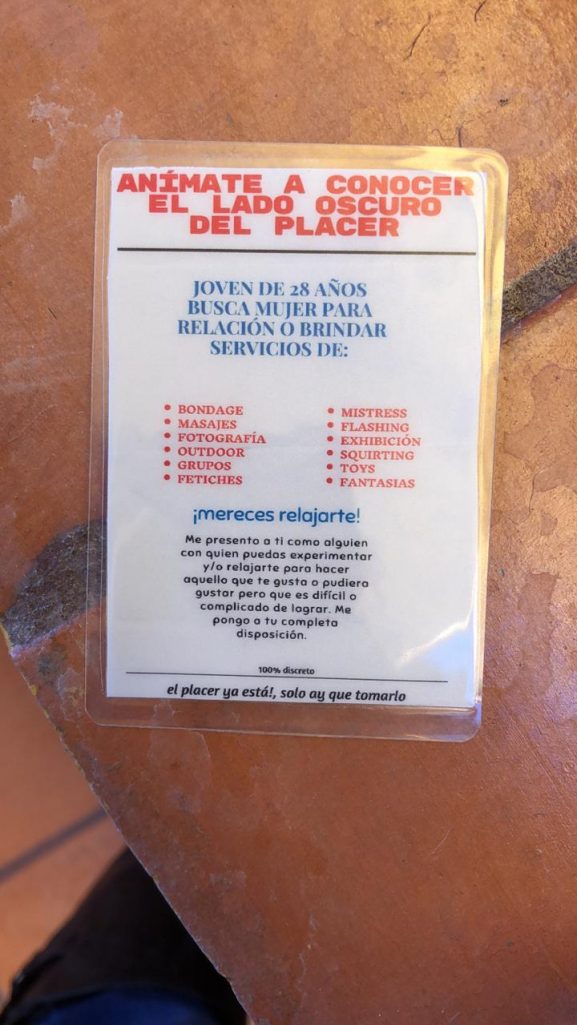 ANÍMATE A CONOCER
EL LADO OSCURO
DEL PLACER
JOVEN DE 28 AÑOS
BUSCA MUJER PARA
RELACIÓN O BRINDAR
SERVICIOS DE:
• BONDAGE
• MASAJES
• FOTOGRAFÍA
• OUTDOOR
• GRUPOS
• FETICHES
• MISTRESS
• FLASHING
• EXHIBICIÓN
• SQUIRTING
• TOYS
• FANTASIAS
¡mereces relajarte!
Me presento a ti como alguien
con quien puedas experimentar
y/o relajarte para hacer
aquello que te gusta o pudiera
gustar pero que es difícil o
complicado de lograr. Me
pongo a tu completa
disposición.
100% discreto
el placer ya está!, solo ay que tomarlo